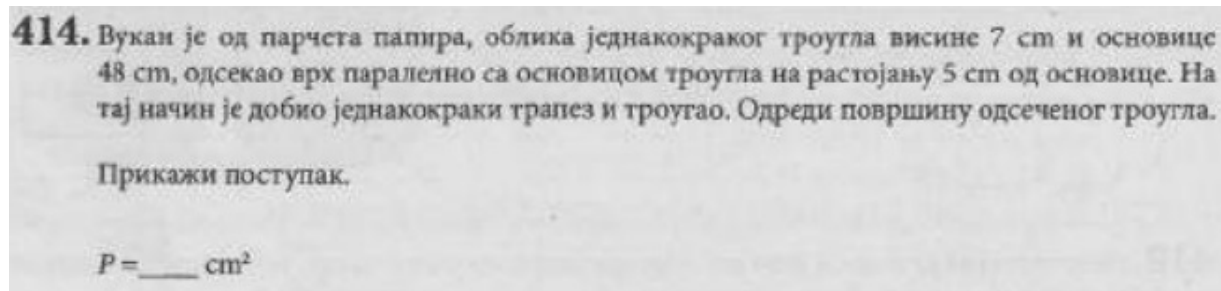 414. Вукан је од парчета папира, облика једнакокраког троугла висине 7 cm и основице
48 cm, одсекао врх паралелно са основицом троугла на растојању 5 cm од основице. На
тај начин је добио једнакокраки трапез и троугао. Одреди површину одсеченог троугла.
Прикажи поступак.
P =____ cm²